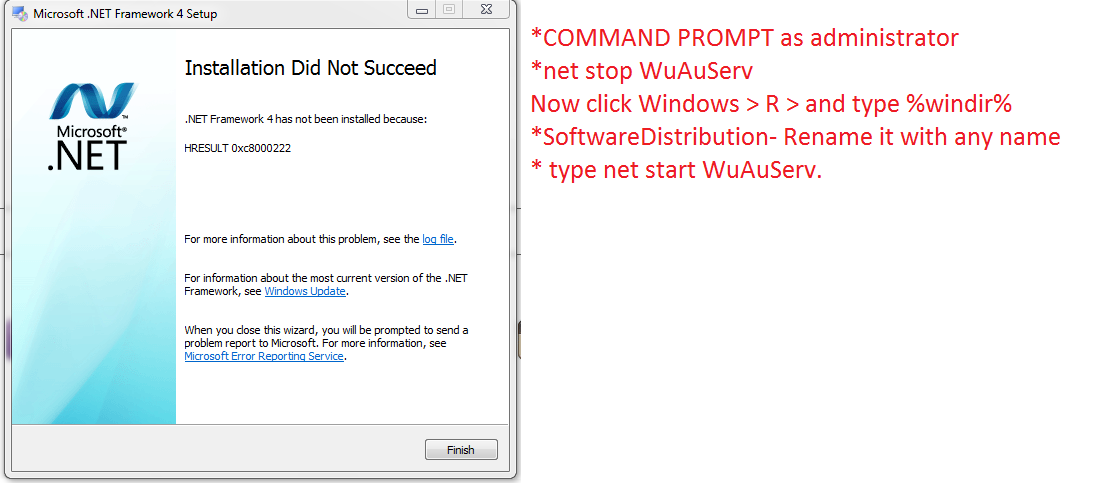 Microsoft .NET Framework 4 Setup
Installation Did Not Succeed
.NET Framework 4 has not been installed because:
HRESULT 0xc8000222
Microsoft®
.NET
TM
For more information about this problem, see the log file.
For information about the most current version of the .NET
Framework, see Windows Update.
When you close this wizard, you will be prompted to send a
problem report to Microsoft. For more information, see
Microsoft Error Reporting Service.
Finish
*COMMAND PROMPT as administrator
*net stop WuAuServ
Now click Windows > R > and type %windir%
*SoftwareDistribution- Rename it with any name
* type net start WuAuServ.